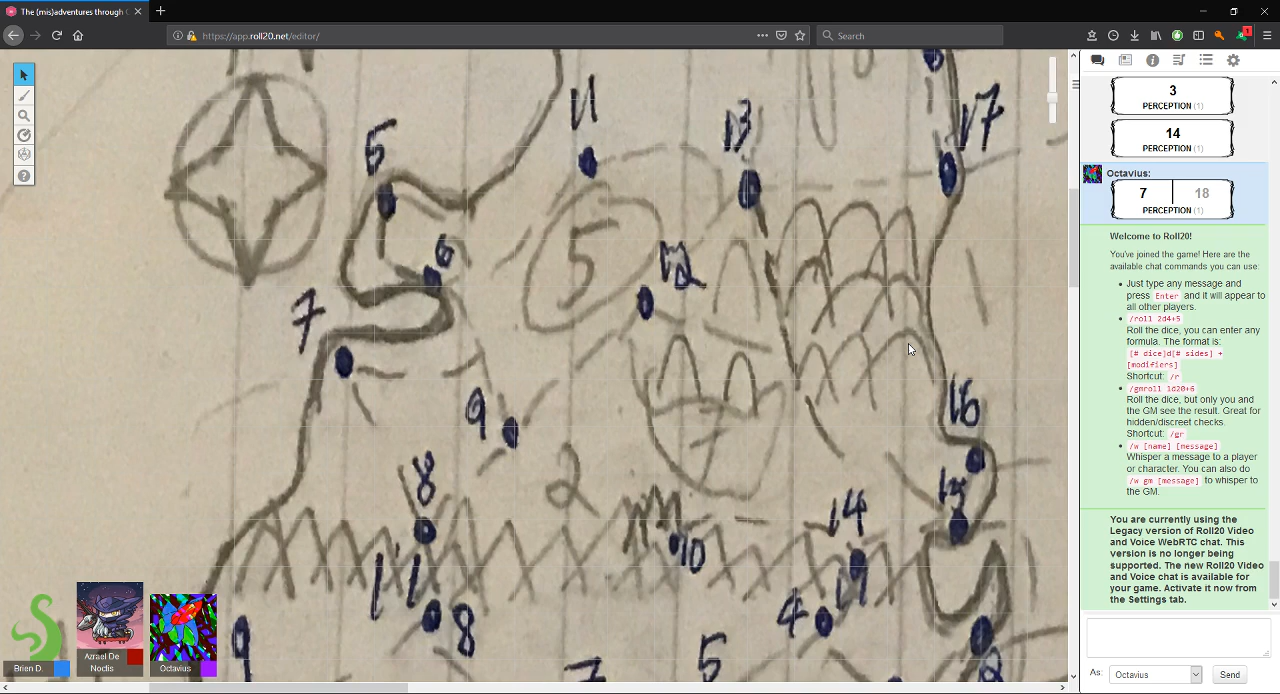 The (mis)adventures through
https://app.roll20.net/editor/
Search
1
11
13
17
5
6
5
12
7
9
7
16
8
2
15
14
10
11
19
8
4
9
5
7
2
Brien D.
Azrael De
Noctis
Octavius
3
PERCEPTION (1)
14
PERCEPTION (1)
Octavius:
7 18
PERCEPTION (1)
Welcome to Roll20!
You've joined the game! Here are the
available chat commands you can use:
Just type any message and
press Enter and it will appear to
all other players.
/roll 2d4+5
Roll the dice, you can enter any
formula. The format is:
[# dice]d[# sides] +
[modifiers]
Shortcut: /r
/gmroll 1d20+6
Roll the dice, but only you and
the GM see the result. Great for
hidden/discreet checks.
Shortcut: /gr
/w [name] [message]
Whisper a message to a player
or character. You can also do
/w gm [message] to whisper to
the GM.
You are currently using the
Legacy version of Roll20 Video
and Voice WebRTC chat. This
version is no longer being
supported. The new Roll20 Video
and Voice chat is available for
your game. Activate it now from
the Settings tab.
As: Octavius Send